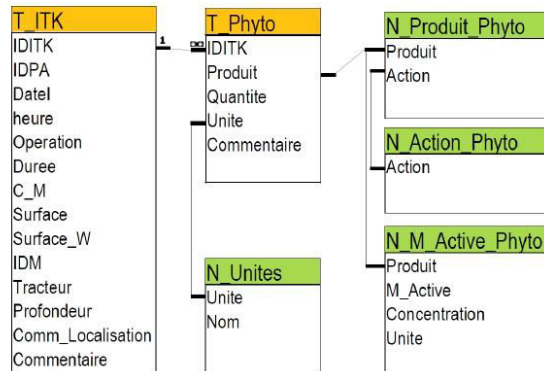 T_ITK
IDITK
IDPA
DateI
heure
Operation
Duree
C_M
Surface
Surface_W
IDM
Tracteur
Profondeur
Comm_Localisation
Commentaire
1
∞
T_Phyto
IDITK
Produit
Quantite
Unite
Commentaire
N_Unites
Unite
Nom
N_Produit_Phyto
Produit
Action
N_Action_Phyto
Action
N_M_Active_Phyto
Produit
M_Active
Concentration
Unite